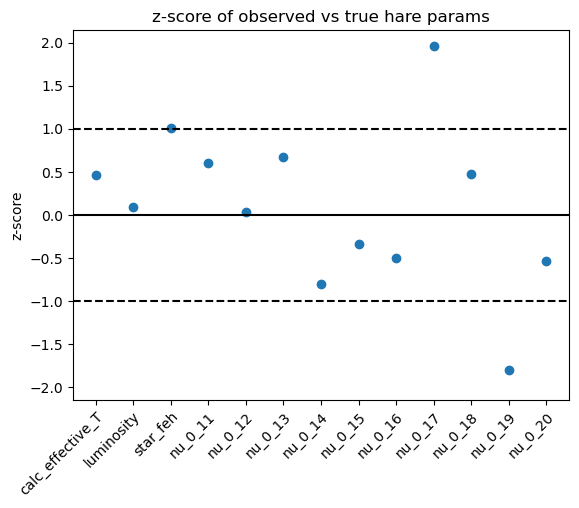 z-score of observed vs true hare params
z-score
2.0
1.5
1.0
0.5
0.0
−0.5
−1.0
−1.5
−2.0
calc_effective_T
luminosity
star_feh
nu_0_11
nu_0_12
nu_0_13
nu_0_14
nu_0_15
nu_0_16
nu_0_17
nu_0_18
nu_0_19
nu_0_20